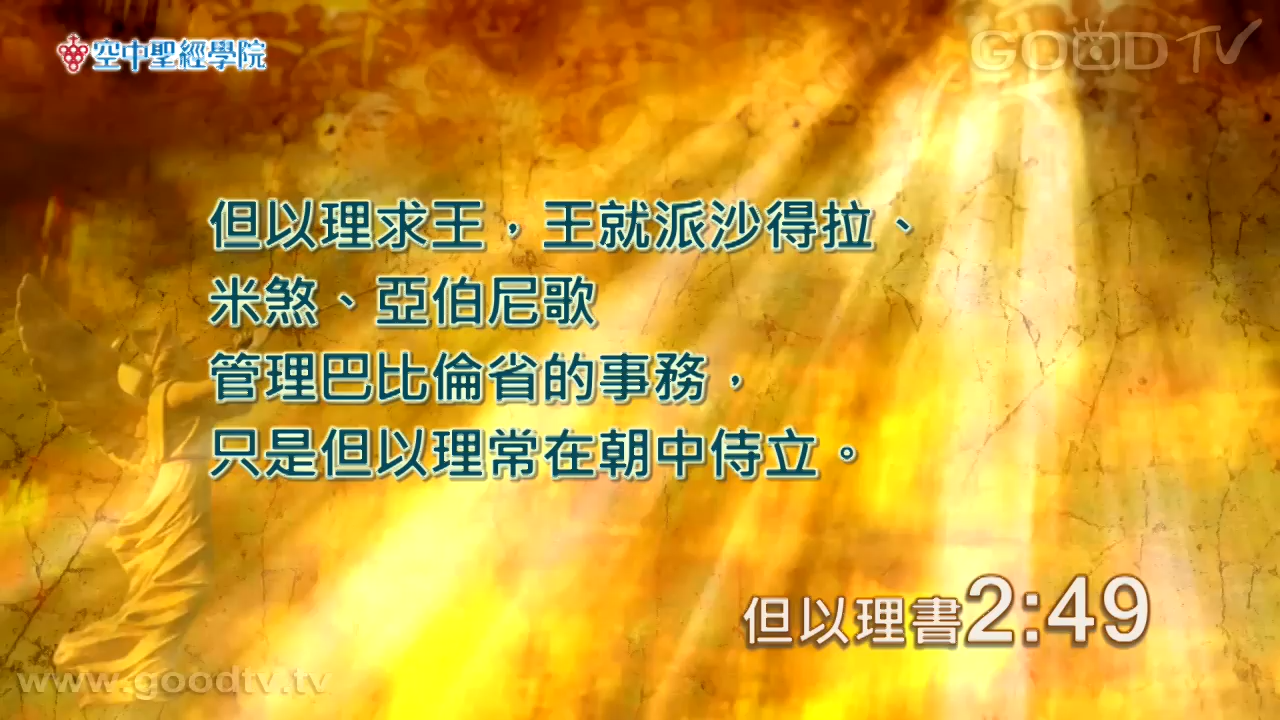 空中聖經學院
GOOD TV
但以理求王，王就派沙得拉、
米煞、亞伯尼歌
管理巴比倫省的事務，
只是但以理常在朝中侍立。
但以理書2:49
www.goodtv.tv